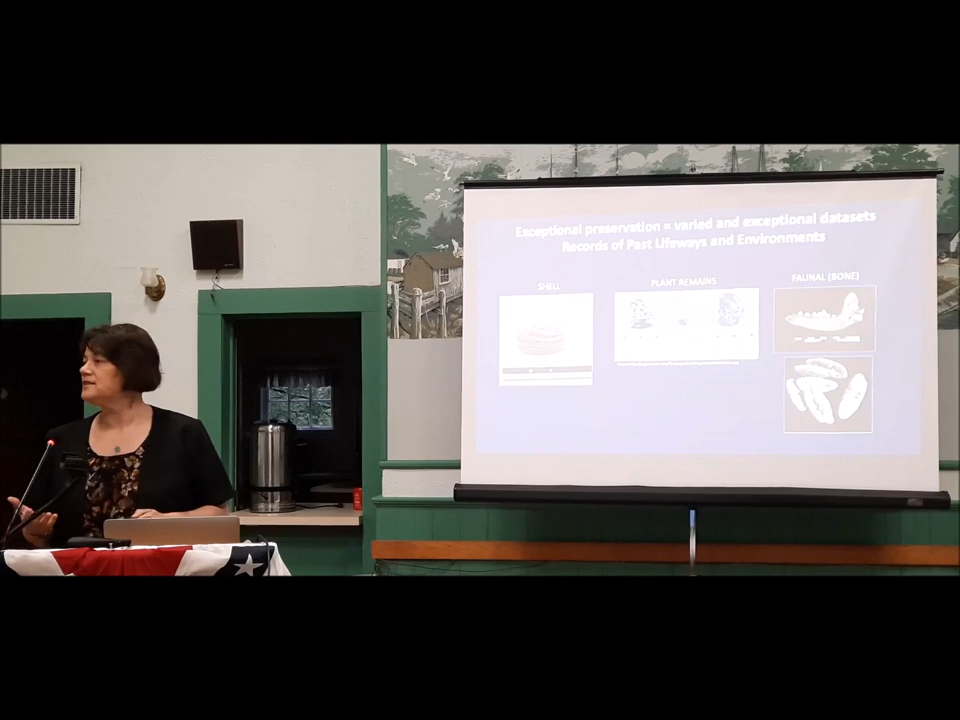 Exceptional preservation = varied and exceptional datasets
Records of Past Lifeways and Environments
SHELL
PLANT REMAINS
FAUNAL (BONE)